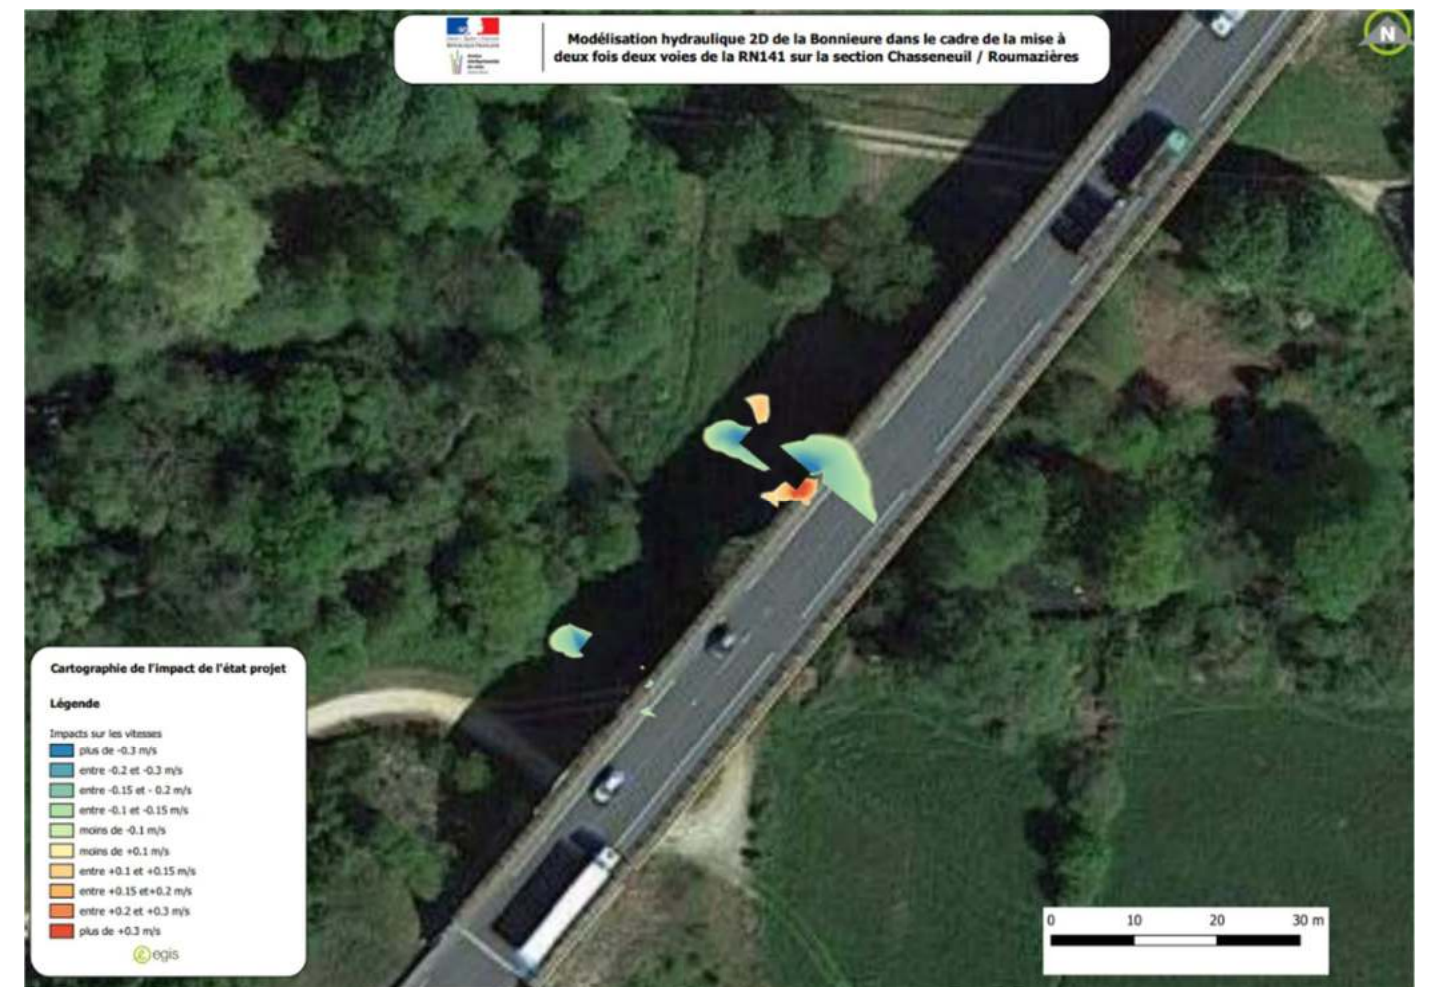 Modélisation hydraulique 2D de la Bonnieure dans le cadre de la mise à
deux fois deux voies de la RN141 sur la section Chasseneuil / Roumazières
N
Cartographie de l'impact de l'état projet
Légende
Impacts sur les vitesses
plus de -0.3 m/s
entre -0.2 et -0.3 m/s
entre -0.15 et - 0.2 m/s
entre -0.1 et -0.15 m/s
moins de -0.1 m/s
moins de +0.1 m/s
entre +0.1 et +0.15 m/s
entre +0.15 et+0.2 m/s
entre +0.2 et +0.3 m/s
plus de +0.3 m/s
egis
0 10 20 30 m